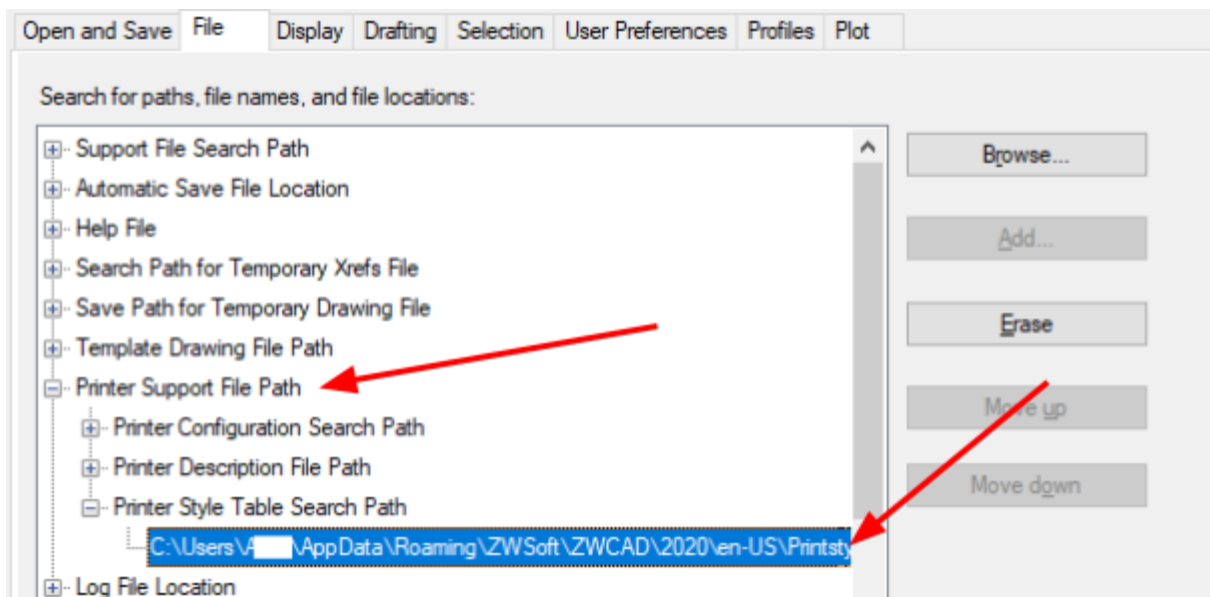 Open and Save File Display Drafting Selection User Preferences Profiles Plot
Search for paths, file names, and file locations:
Support File Search Path
Automatic Save File Location
Help File
Search Path for Temporary Xrefs File
Save Path for Temporary Drawing File
Template Drawing File Path
Printer Support File Path
Printer Configuration Search Path
Printer Description File Path
Printer Style Table Search Path
C:\Users\A \AppData\Roaming\ZWSoft\ZWCAD\2020\en-US\Printsty
Log File Location
Browse...
Add...
Erase
Move up
Move down